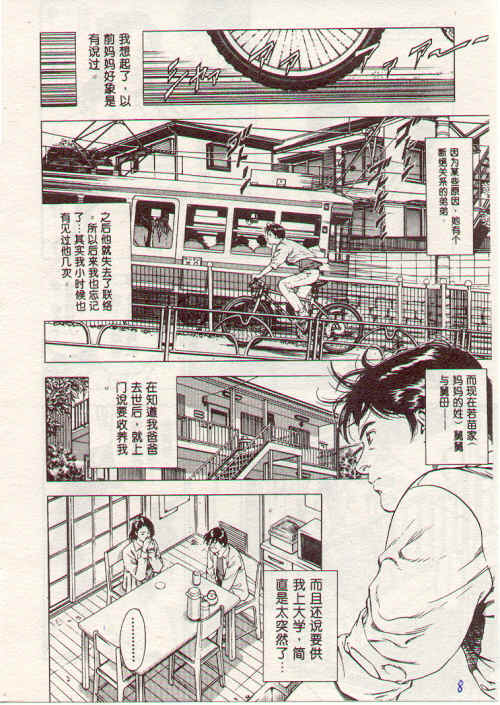 我想起了，以
前妈妈好象是
有说过。
因为某些原因，她有个
断绝关系的弟弟。
之后他就失去了联络
。所以后来我也忘记
了…其实我小时候也
有见过他几次。
而现在若苗家（
妈妈的姓）舅舅
与舅母——
在知道我爸爸
去世后，就上
门说要收养我
而且还说要供
我上大学，简
直是太突然了…
…………
8